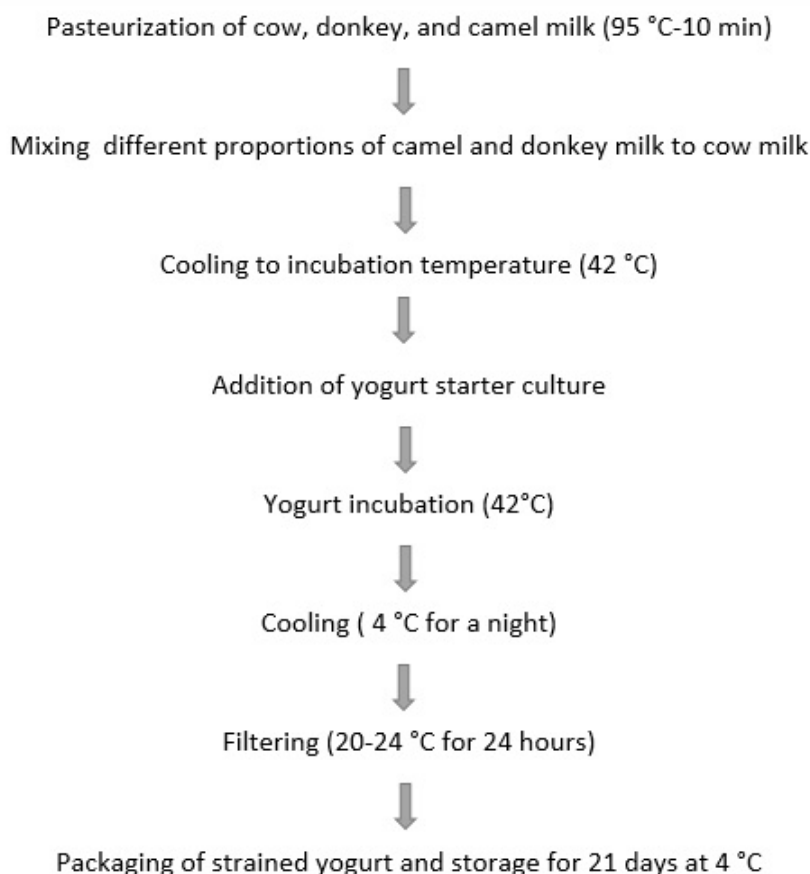 Pasteurization of cow, donkey, and camel milk (95 °C-10 min)
Mixing  different proportions of camel and donkey milk to cow milk
Cooling to incubation temperature (42 °C)
Addition of yogurt starter culture
Yogurt incubation (42°C)
Cooling ( 4 °C for a night)
Filtering (20-24 °C for 24 hours)
Packaging of strained yogurt and storage for 21 days at 4 °C